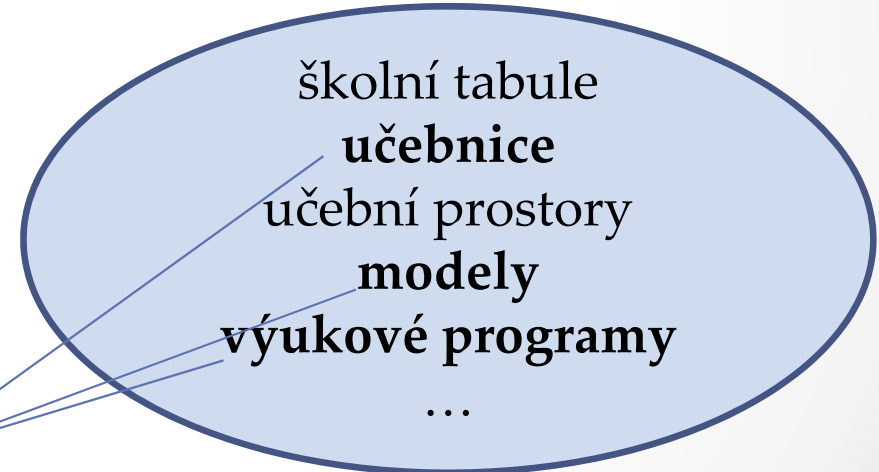 školní tabule
učebnice
učební prostory
modely
výukové programy
…